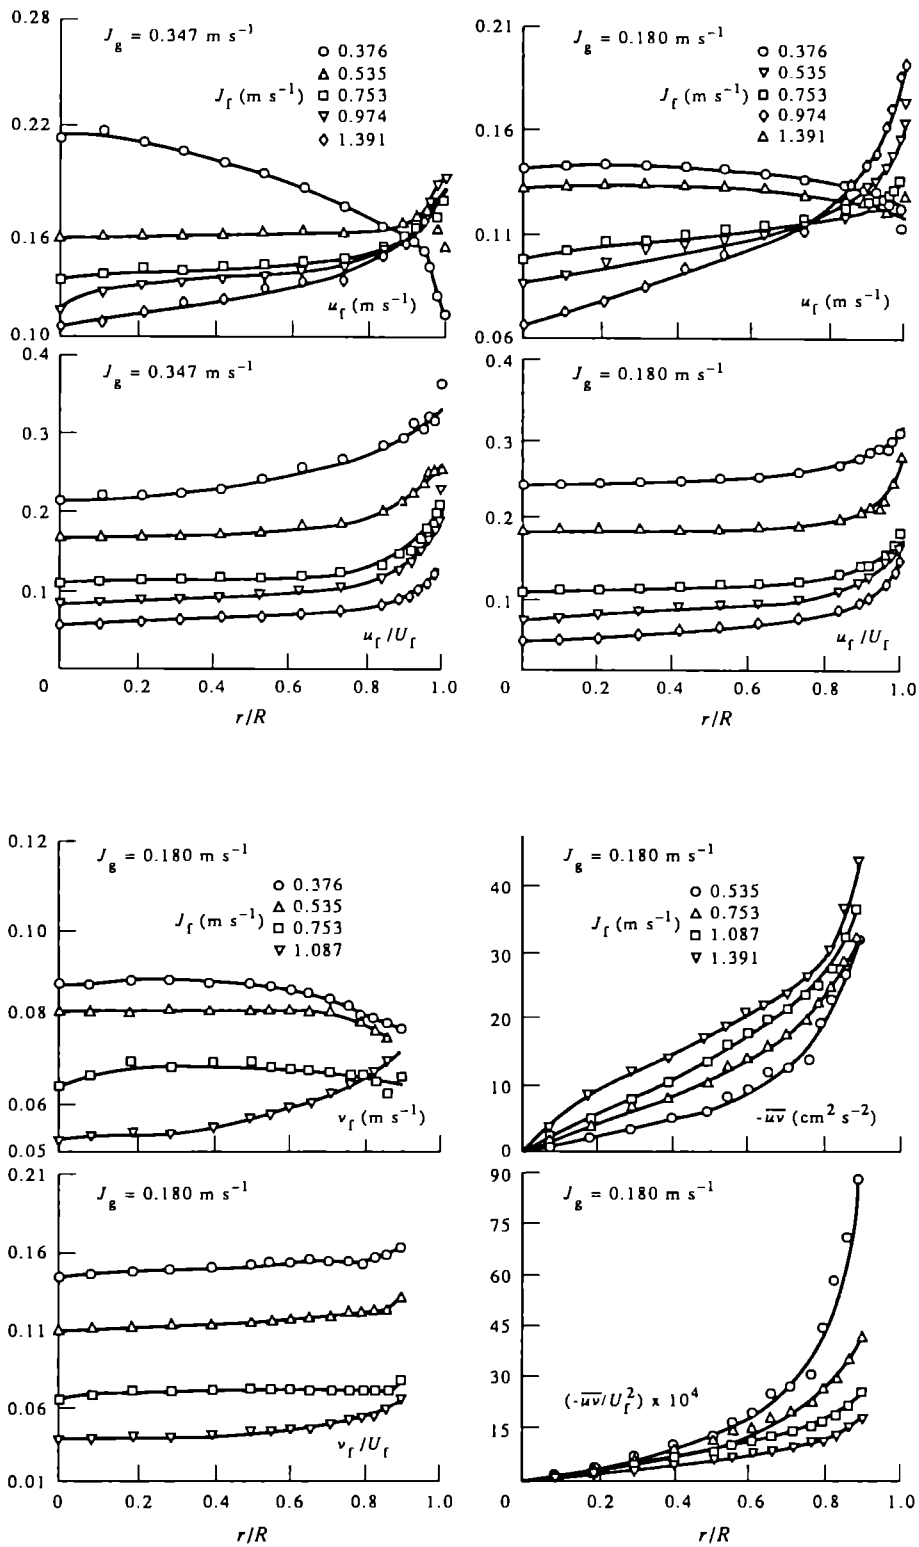 0.28
J_g = 0.347 m s⁻¹
J_f (m s⁻¹)
○ 0.376
△ 0.535
□ 0.753
▽ 0.974
◇ 1.391
0.22
0.16
0.10
u_f (m s⁻¹)
0.21
J_g = 0.180 m s⁻¹
J_f (m s⁻¹)
○ 0.376
▽ 0.535
□ 0.753
◇ 0.974
△ 1.391
0.16
0.11
0.06
u_f (m s⁻¹)
0.4
J_g = 0.347 m s⁻¹
0.3
0.2
0.1
u_f/U_f
0 0.2 0.4 0.6 0.8 1.0
r/R
0.4
J_g = 0.180 m s⁻¹
0.3
0.2
0.1
u_f/U_f
0 0.2 0.4 0.6 0.8 1.0
r/R
0.12
J_g = 0.180 m s⁻¹
J_f (m s⁻¹)
○ 0.376
△ 0.535
□ 0.753
▽ 1.087
0.10
0.08
0.06
0.05
v_f (m s⁻¹)
J_g = 0.180 m s⁻¹
J_f (m s⁻¹)
○ 0.535
△ 0.753
□ 1.087
▽ 1.391
40
30
20
10
0
-u̅v̅ (cm² s⁻²)
0.21
J_g = 0.180 m s⁻¹
0.16
0.11
0.06
0.01
v_f/U_f
0 0.2 0.4 0.6 0.8 1.0
r/R
90
J_g = 0.180 m s⁻¹
75
60
45
30
15
(-u̅v̅/U_f²) x 10⁴
0 0.2 0.4 0.6 0.8 1.0
r/R